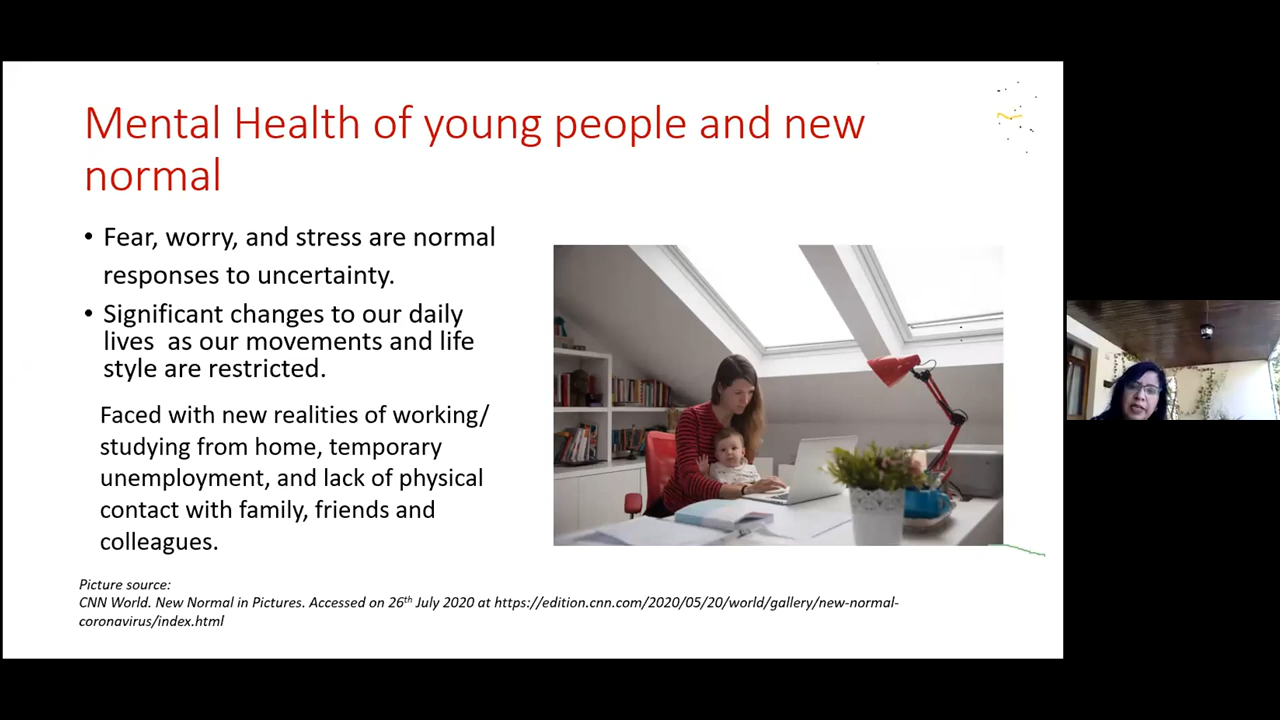 Mental Health of young people and new
normal
• Fear, worry, and stress are normal
responses to uncertainty.
• Significant changes to our daily
lives as our movements and life
style are restricted.
Faced with new realities of working/
studying from home, temporary
unemployment, and lack of physical
contact with family, friends and
colleagues.
Picture source:
CNN World. New Normal in Pictures. Accessed on 26th July 2020 at https://edition.cnn.com/2020/05/20/world/gallery/new-normal-
coronavirus/index.html